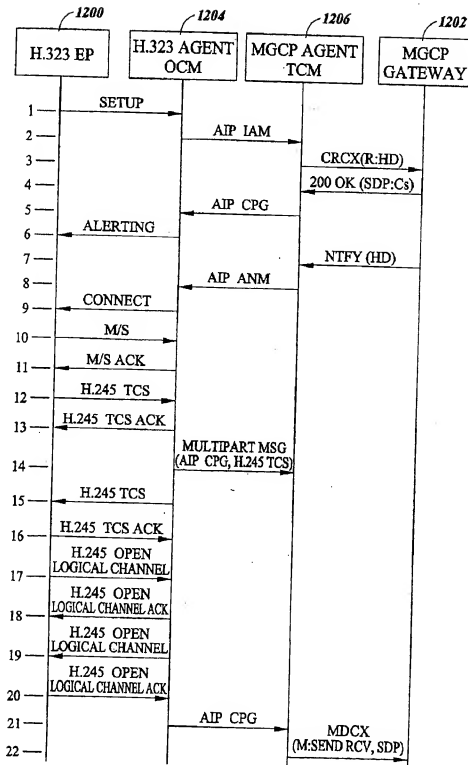 1200
1204
1206
1202
H.323 EP
H.323 AGENT
OCM
MGCP AGENT
TCM
MGCP
GATEWAY
1
SETUP
2
AIP IAM
3
CRCX(R:HD)
4
200 OK (SDP:Cs)
5
AIP CPG
6
ALERTING
7
NTFY (HD)
8
AIP ANM
9
CONNECT
10
M/S
11
M/S ACK
12
H.245 TCS
13
H.245 TCS ACK
14
MULTIPART MSG
(AIP CPG, H.245 TCS)
15
H.245 TCS
16
H.245 TCS ACK
17
H.245 OPEN
LOGICAL CHANNEL
18
H.245 OPEN
LOGICAL CHANNEL ACK
19
H.245 OPEN
LOGICAL CHANNEL
20
H.245 OPEN
LOGICAL CHANNEL ACK
21
AIP CPG
22
MDCX
(M:SEND RCV, SDP)